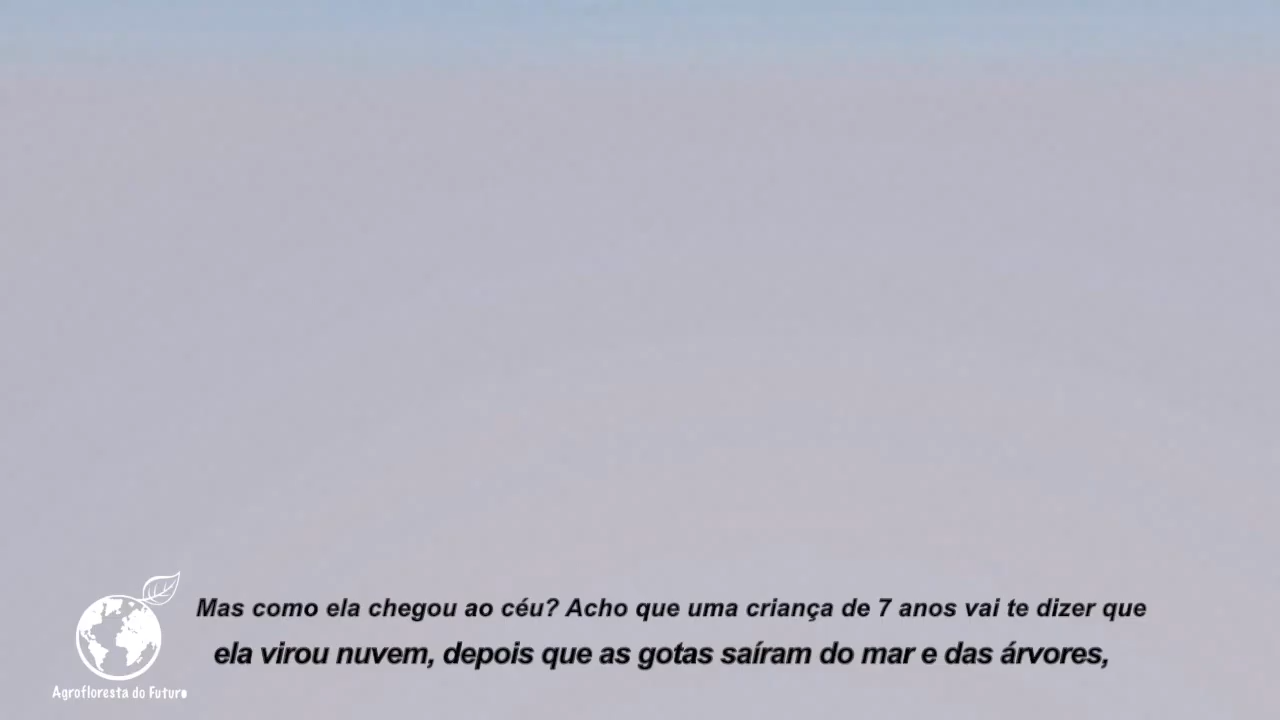 Mas como ela chegou ao céu? Acho que uma criança de 7 anos vai te dizer que
ela virou nuvem, depois que as gotas saíram do mar e das árvores,
Agrofloresta do Futuro